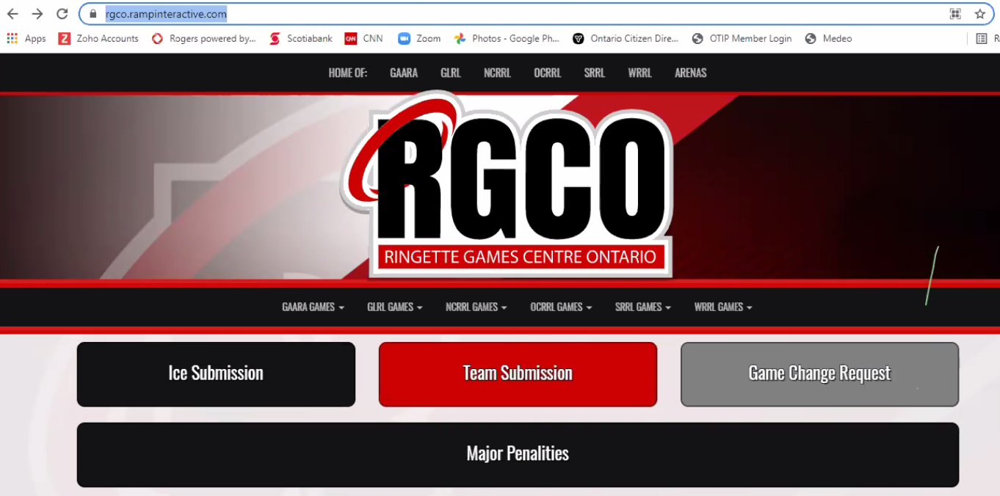 rgco.rampinteractive.com
Apps Zoho Accounts Rogers powered by... Scotiabank CNN CNN Zoom Photos - Google Ph... Ontario Citizen Dire... OTIP Member Login Medeo R
HOME OF: GAARA GLRL NCRRL OCRRL SRRL WRRL ARENAS
RGCO
RINGETTE GAMES CENTRE ONTARIO
GAARA GAMES GLRL GAMES NCRRL GAMES OCRRL GAMES SRRL GAMES WRRL GAMES
Ice Submission Team Submission Game Change Request
Major Penalities